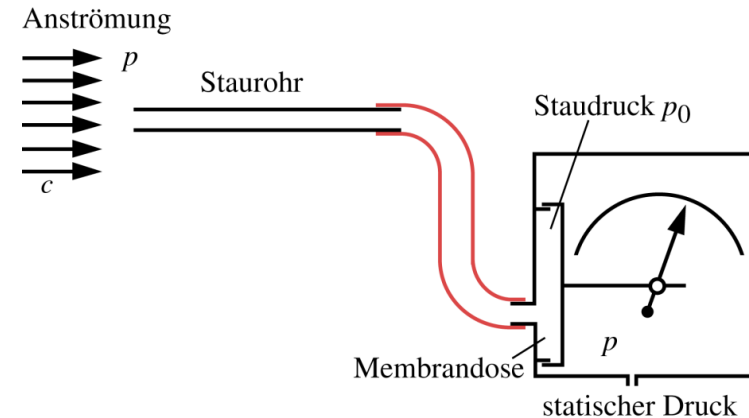 Anströmung
p
Staurohr
Staudruck p0
c
Membrandose
p
statischer Druck